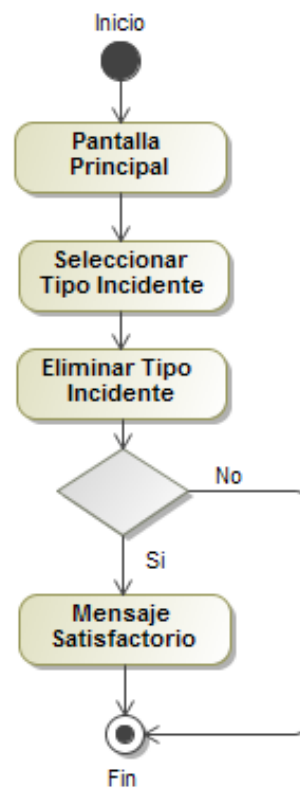 Inicio
Pantalla
Principal
Seleccionar
Tipo Incidente
Eliminar Tipo
Incidente
No
Si
Mensaje
Satisfactorio
Fin